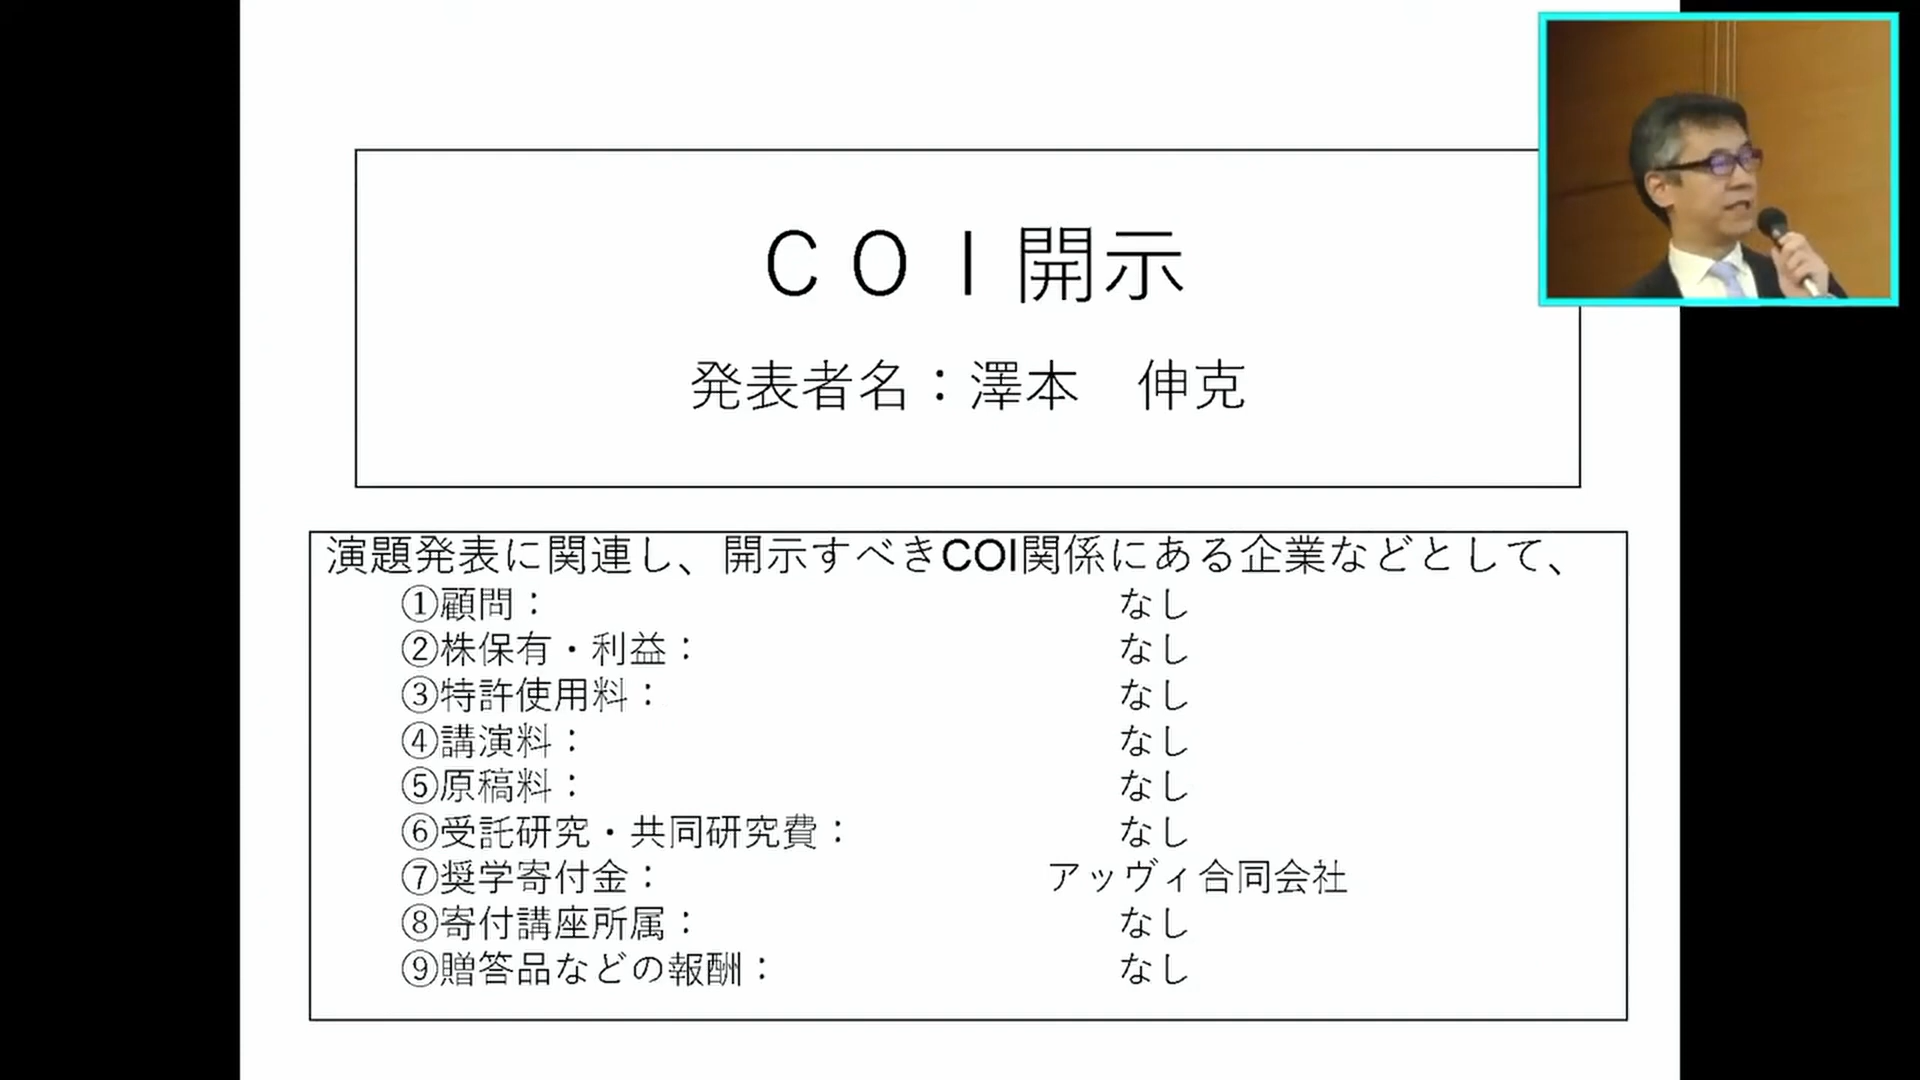 ＣＯＩ開示
発表者名：澤本　伸克
演題発表に関連し、開示すべきCOI関係にある企業などとして、
①顧問： なし
②株保有・利益： なし
③特許使用料： なし
④講演料： なし
⑤原稿料： なし
⑥受託研究・共同研究費： なし
⑦奨学寄付金： アッヴィ合同会社
⑧寄付講座所属： なし
⑨贈答品などの報酬： なし